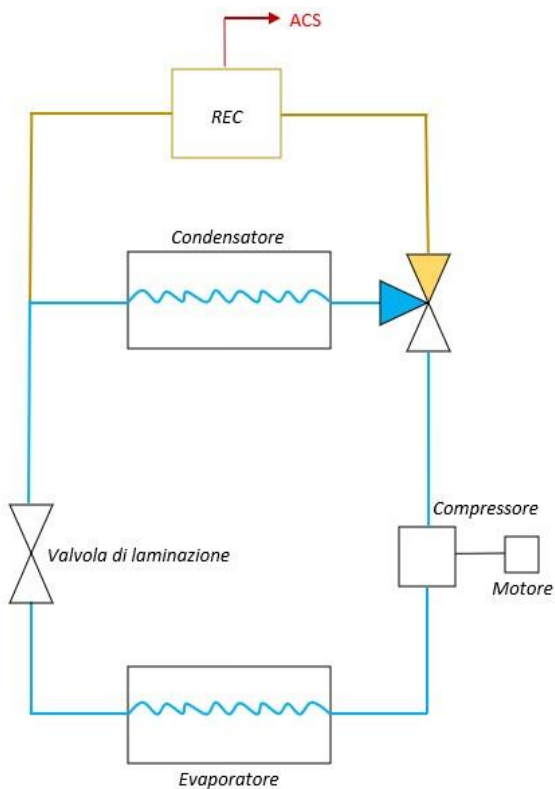 ACS
REC
Condensatore
Compressore
Valvola di laminazione
Motore
Evaporatore